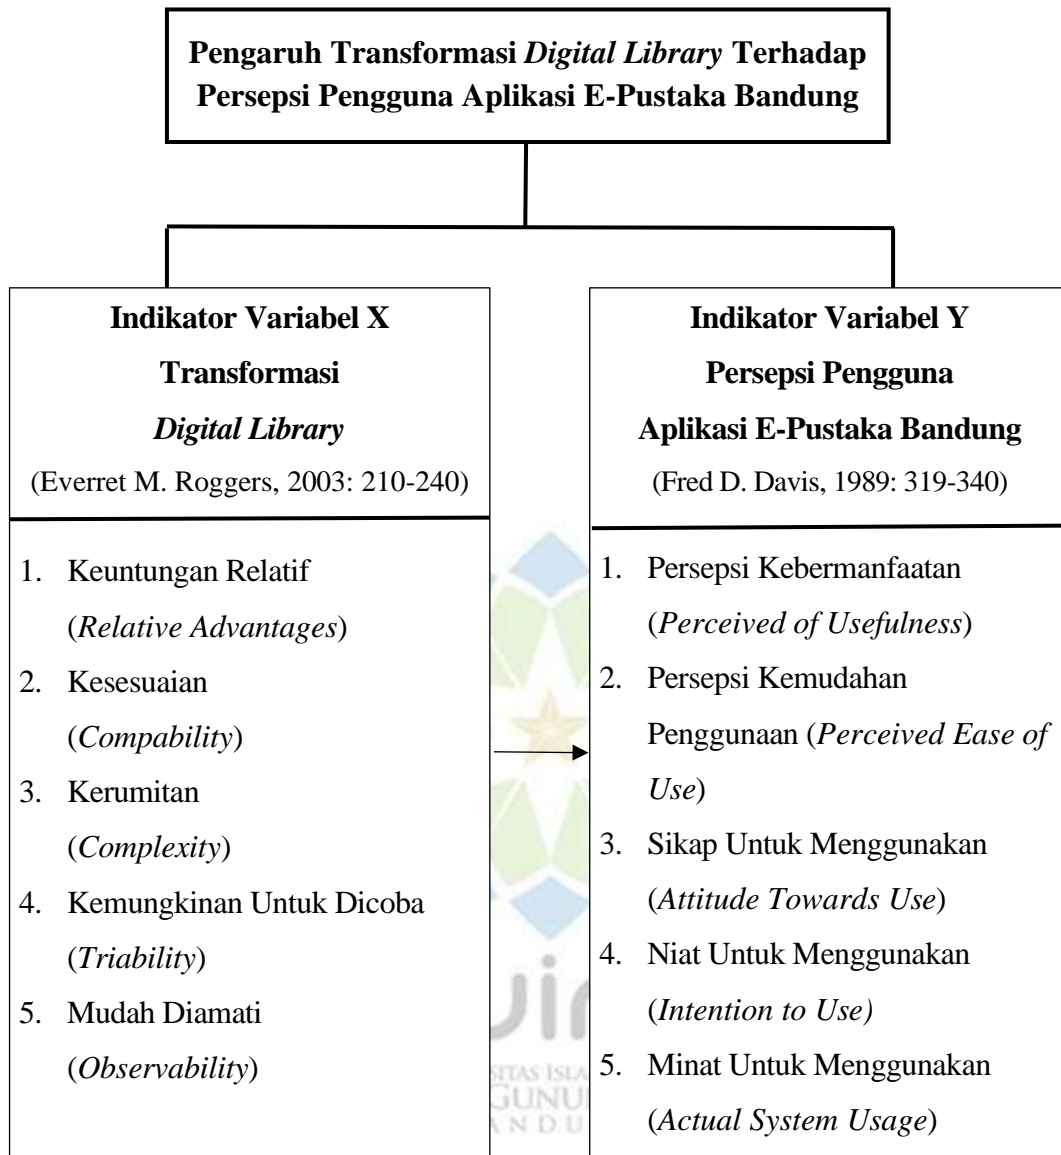 Pengaruh Transformasi Digital Library Terhadap
Persepsi Pengguna Aplikasi E-Pustaka Bandung
Indikator Variabel X
Transformasi
Digital Library
(Everret M. Roggers, 2003: 210-240)
1. Keuntungan Relatif
(Relative Advantages)
2. Kesesuaian
(Compability)
3. Kerumitan
(Complexity)
4. Kemungkinan Untuk Dicoba
(Triability)
5. Mudah Diamati
(Observability)
Indikator Variabel Y
Persepsi Pengguna
Aplikasi E-Pustaka Bandung
(Fred D. Davis, 1989: 319-340)
1. Persepsi Kebermanfaatan
(Perceived of Usefulness)
2. Persepsi Kemudahan
Penggunaan (Perceived Ease of
Use)
3. Sikap Untuk Menggunakan
(Attitude Towards Use)
4. Niat Untuk Menggunakan
(Intention to Use)
5. Minat Untuk Menggunakan
(Actual System Usage)